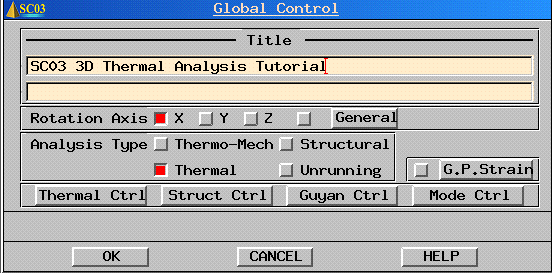 SC03 Global Control
Title
SC03 3D Thermal Analysis Tutorial
Rotation Axis X Y Z General
Analysis Type Thermo-Mech Structural
Thermal Unrunning G.P.Strain
Thermal Ctrl Struct Ctrl Guyan Ctrl Mode Ctrl
OK CANCEL HELP